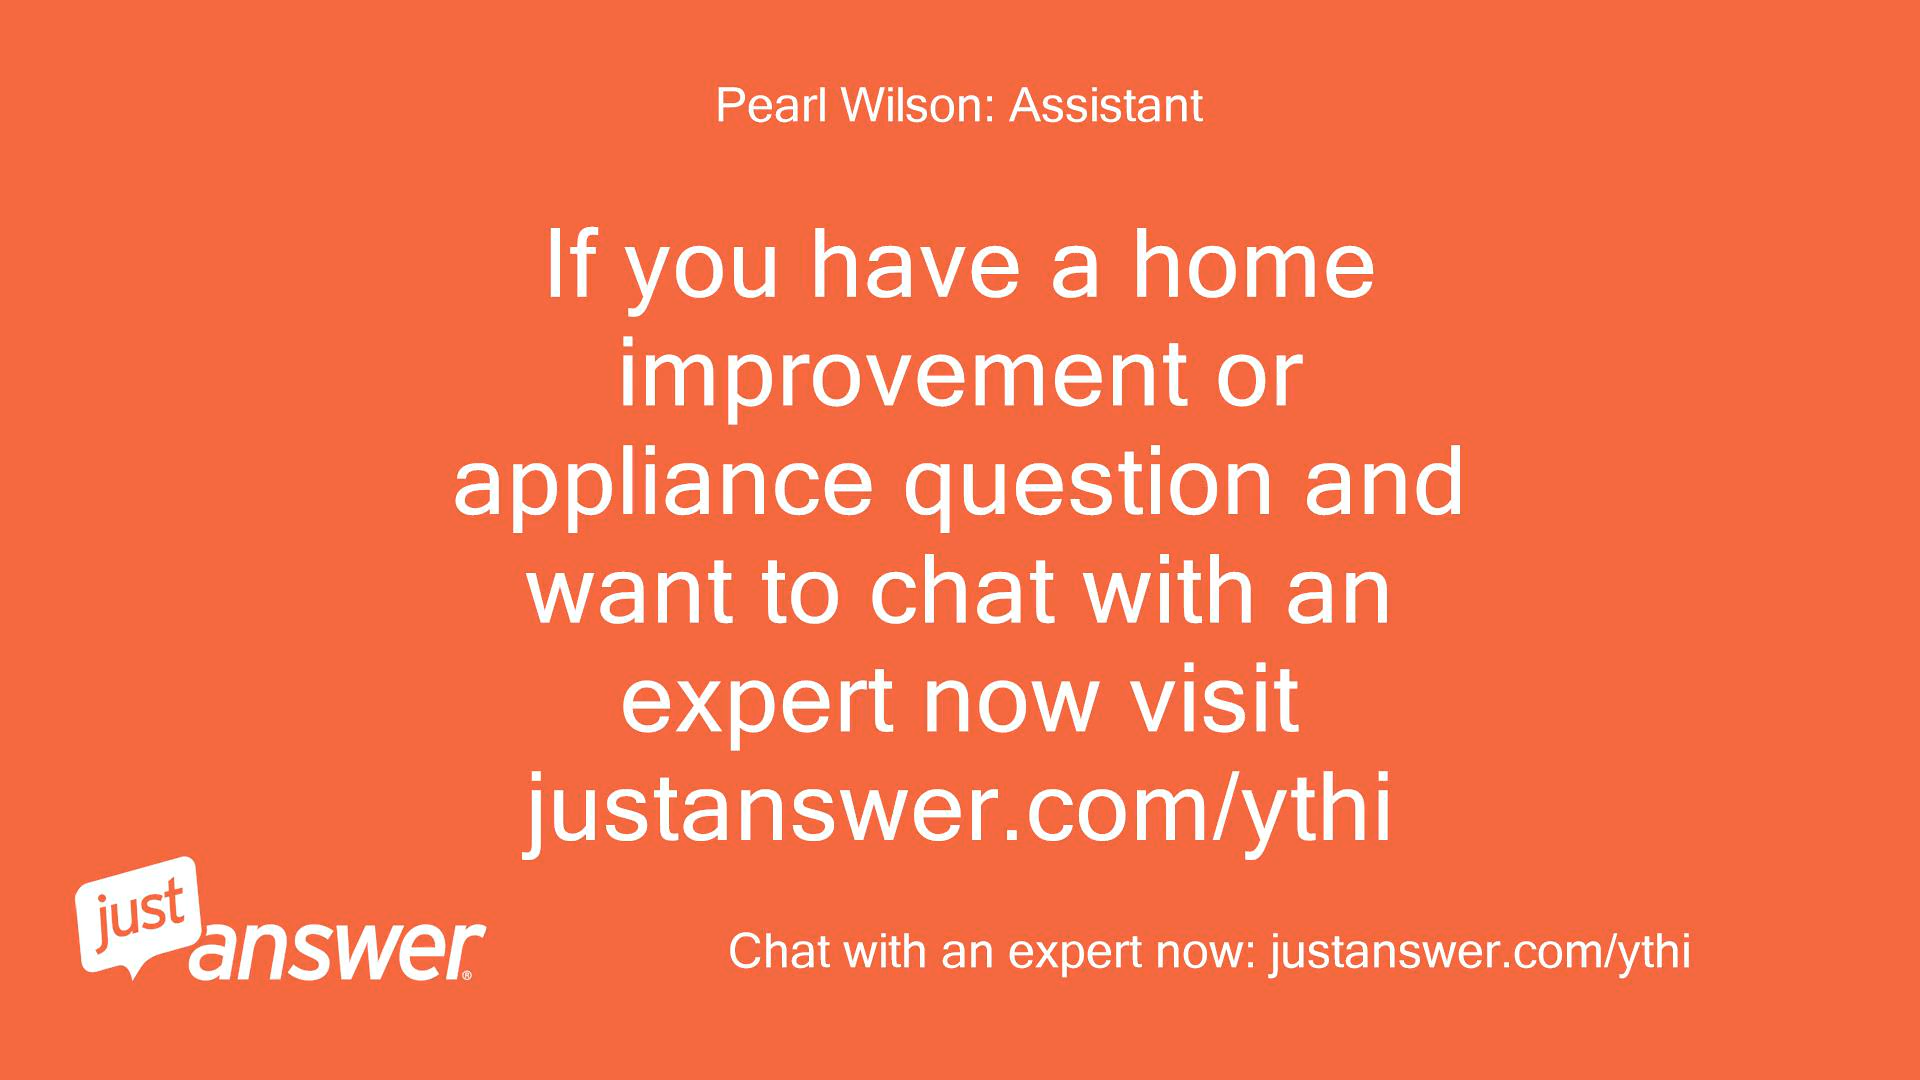 Pearl Wilson: Assistant
If you have a home
improvement or
appliance question and
want to chat with an
expert now visit
justanswer.com/ythi
just
answer®
Chat with an expert now: justanswer.com/ythi